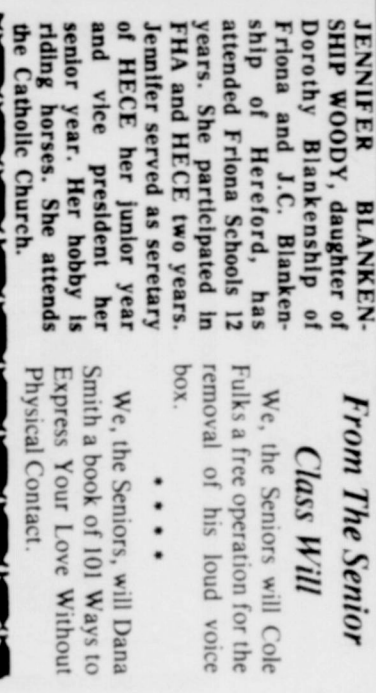 JENNIFER BLANKEN-
SHIP WOODY, daughter of
Dorothy Blankenship of
Friona and J.C. Blanken-
ship of Hereford, has
attended Friona Schools 12
years. She participated in
FHA and HECE two years.
Jennifer served as seretary
of HECE her junior year
and vice president her
senior year. Her hobby is
riding horses. She attends
the Catholic Church.
From The Senior
Class Will
We, the Seniors will Cole
Fulks a free operation for the
removal of his loud voice
box.
* * * *
We, the Seniors, will Dana
Smith a book of 101 Ways to
Express Your Love Without
Physical Contact.